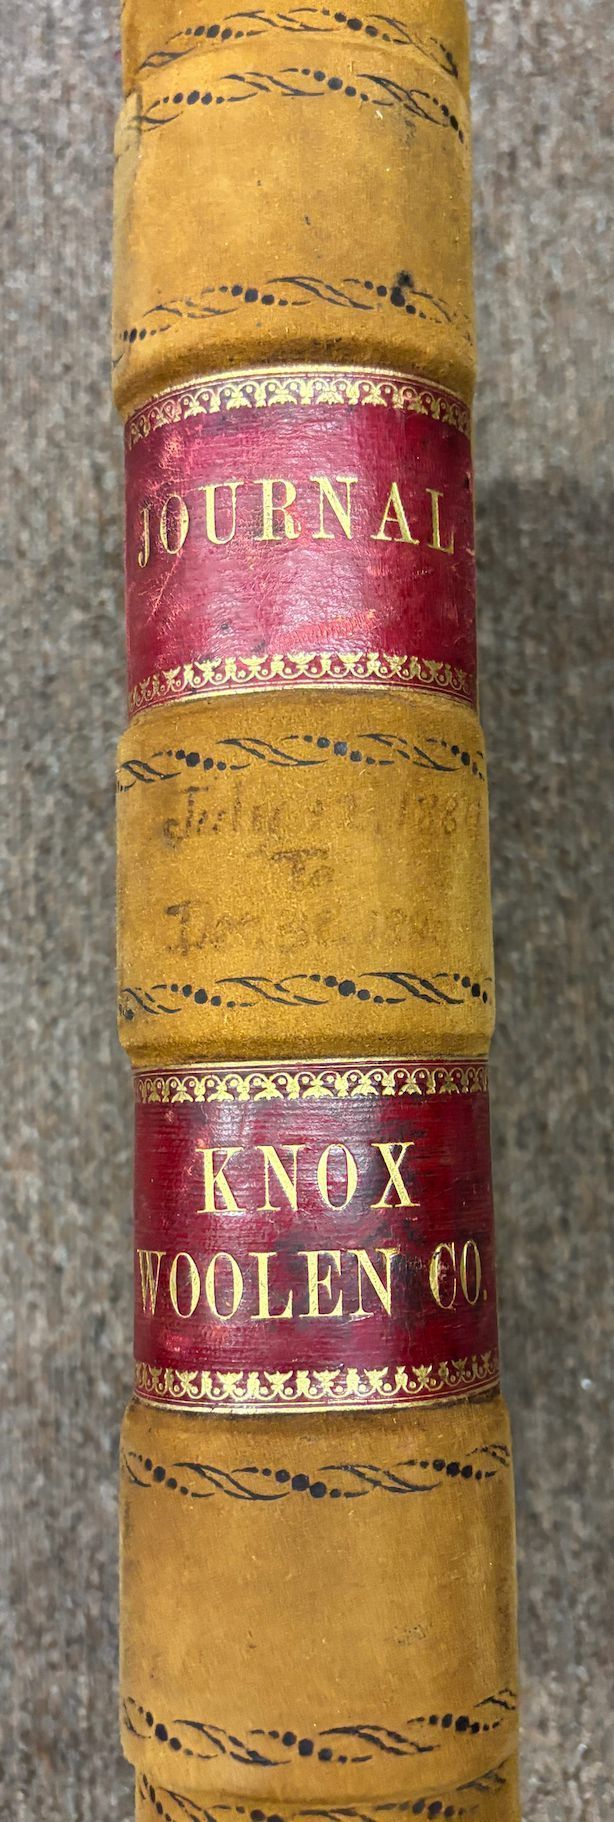 JOURNAL
July
To
Dec.
KNOX
WOOLEN CO.